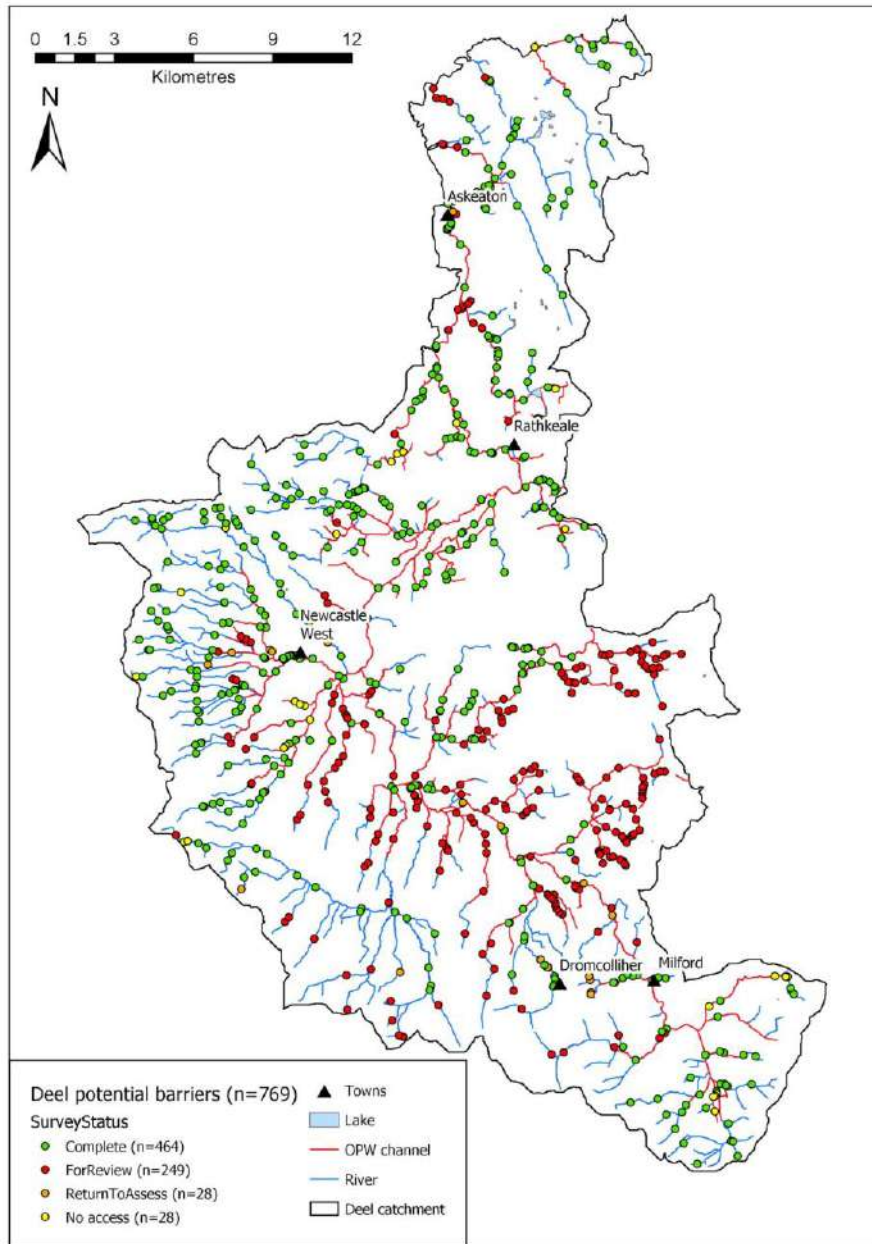 0 1.5 3 6 9 12
Kilometres
N
Askeaton
Rathkeale
Newcastle
West
Dromcolliher
Milford
Deel potential barriers (n=769)
SurveyStatus
Complete (n=464)
ForReview (n=249)
ReturnToAssess (n=28)
No access (n=28)
Towns
Lake
OPW channel
River
Deel catchment